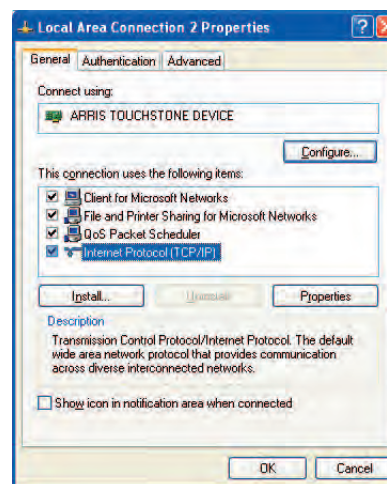 Local Area Connection 2 Properties
General Authentication Advanced
Connect using:
ARRIS TOUCHSTONE DEVICE
Configure...
This connection uses the following items:
Client for Microsoft Networks
File and Printer Sharing for Microsoft Networks
QoS Packet Scheduler
Internet Protocol (TCP/IP)
Install... Uninstall Properties
Description
Transmission Control Protocol/Internet Protocol. The default
wide area network protocol that provides communication
across diverse interconnected networks.
Show icon in notification area when connected
OK Cancel